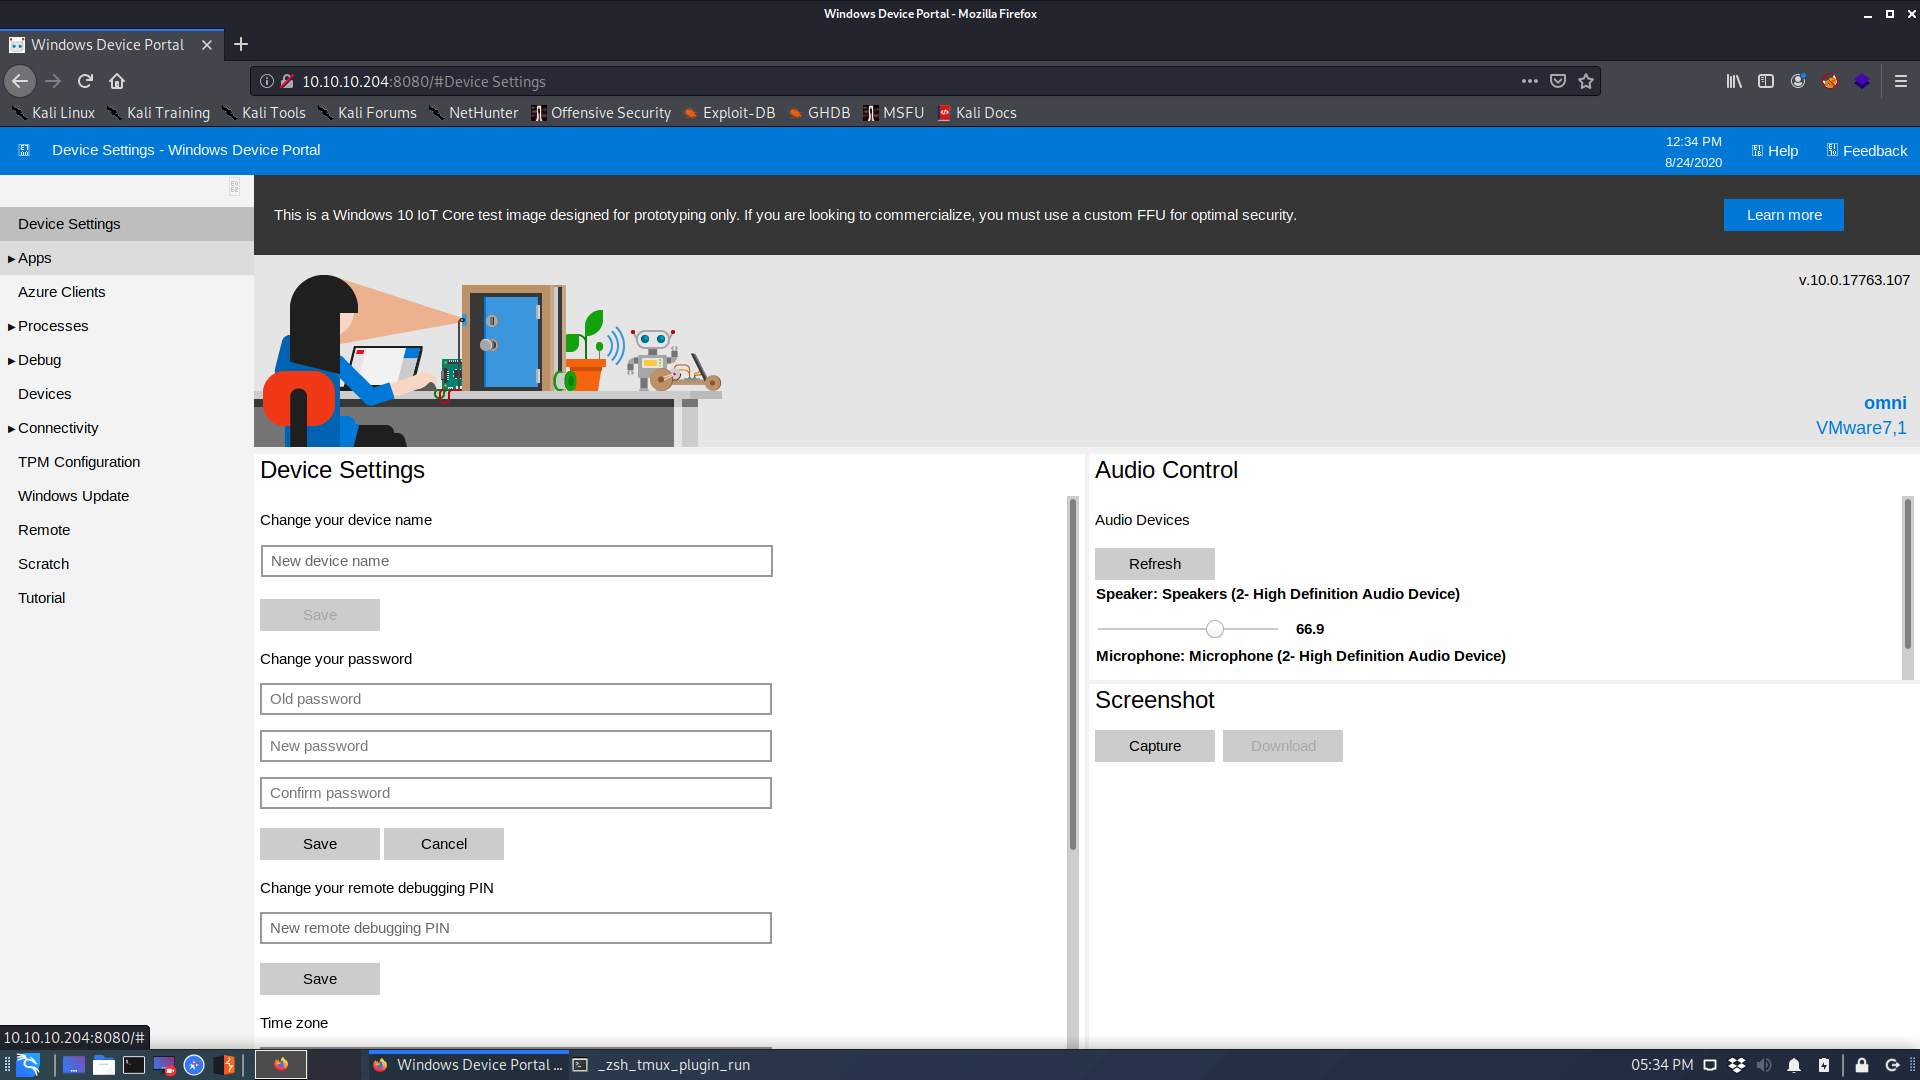 Windows Device Portal - Mozilla Firefox
Windows Device Portal
10.10.10.204:8080/#Device Settings
Kali Linux
Kali Training
Kali Tools
Kali Forums
NetHunter
Offensive Security
Exploit-DB
GHDB
MSFU
Kali Docs
Device Settings - Windows Device Portal
12:34 PM
8/24/2020
Help
Feedback
Device Settings
Apps
Azure Clients
Processes
Debug
Devices
Connectivity
TPM Configuration
Windows Update
Remote
Scratch
Tutorial
This is a Windows 10 IoT Core test image designed for prototyping only. If you are looking to commercialize, you must use a custom FFU for optimal security.
Learn more
v.10.0.17763.107
omni
VMware7,1
Device Settings
Change your device name
New device name
Save
Change your password
Old password
New password
Confirm password
Save
Cancel
Change your remote debugging PIN
New remote debugging PIN
Save
Time zone
Audio Control
Audio Devices
Refresh
Speaker: Speakers (2- High Definition Audio Device)
66.9
Microphone: Microphone (2- High Definition Audio Device)
Screenshot
Capture
Download
10.10.10.204:8080/#
Windows Device Portal ...
_zsh_tmux_plugin_run
05:34 PM